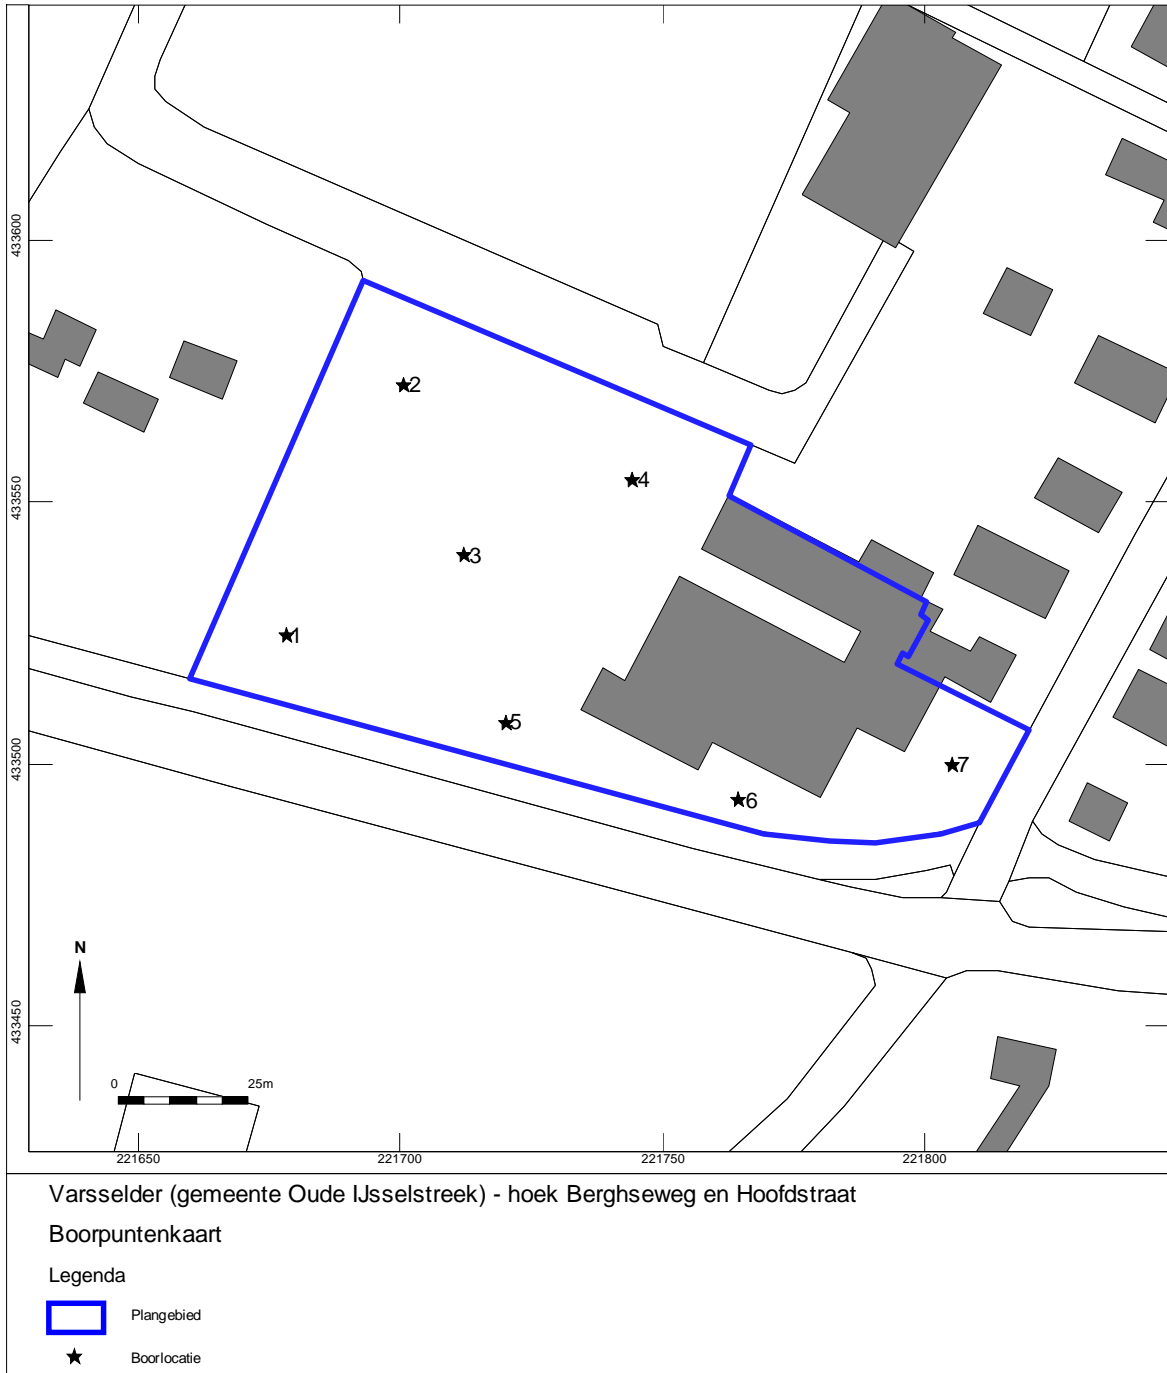 433600
433550
433500
433450
2
4
3
1
5
7
6
N
0 25m
221650 221700 221750 221800
Varsselder (gemeente Oude IJsselstreek) - hoek Berghseweg en Hoofdstraat
Boorpuntenkaart
Legenda
Plangebied
Boorlocatie